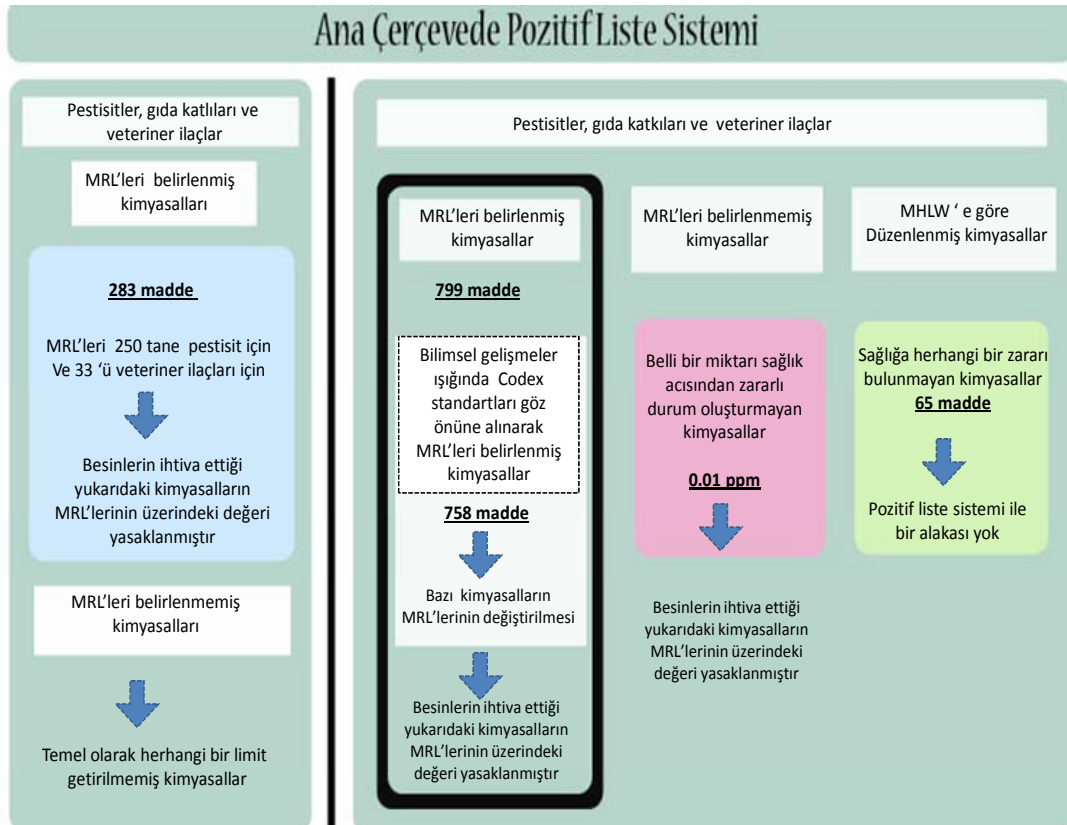 Ana Çerçevede Pozitif Liste Sistemi
Pestisitler, gıda katlıları ve
veteriner ilaçlar
MRL'leri belirlenmiş
kimyasalları
283 madde
MRL'leri 250 tane pestisit için
Ve 33 'ü veteriner ilaçları için
Besinlerin ihtiva ettiği
yukarıdaki kimyasalların
MRL'lerinin üzerindeki değeri
yasaklanmıştır
MRL'leri belirlenmemiş
kimyasalları
Temel olarak herhangi bir limit
getirilmemiş kimyasallar
Pestisitler, gıda katkıları ve veteriner ilaçlar
MRL'leri belirlenmiş
kimyasallar
799 madde
Bilimsel gelişmeler
ışığında Codex
standartları göz
önüne alınarak
MRL'leri belirlenmiş
kimyasallar
758 madde
Bazı kimyasalların
MRL'lerinin değiştirilmesi
Besinlerin ihtiva ettiği
yukarıdaki kimyasalların
MRL'lerinin üzerindeki
değeri yasaklanmıştır
MRL'leri belirlenmemiş
kimyasallar
Belli bir miktarı sağlık
acısından zararlı
durum oluşturmayan
kimyasallar
0.01 ppm
Besinlerin ihtiva ettiği
yukarıdaki kimyasalların
MRL'lerinin üzerindeki
değeri yasaklanmıştır
MHLW ' e göre
Düzenlenmiş kimyasallar
Sağlığa herhangi bir zararı
bulunmayan kimyasallar
65 madde
Pozitif liste sistemi ile
bir alakası yok